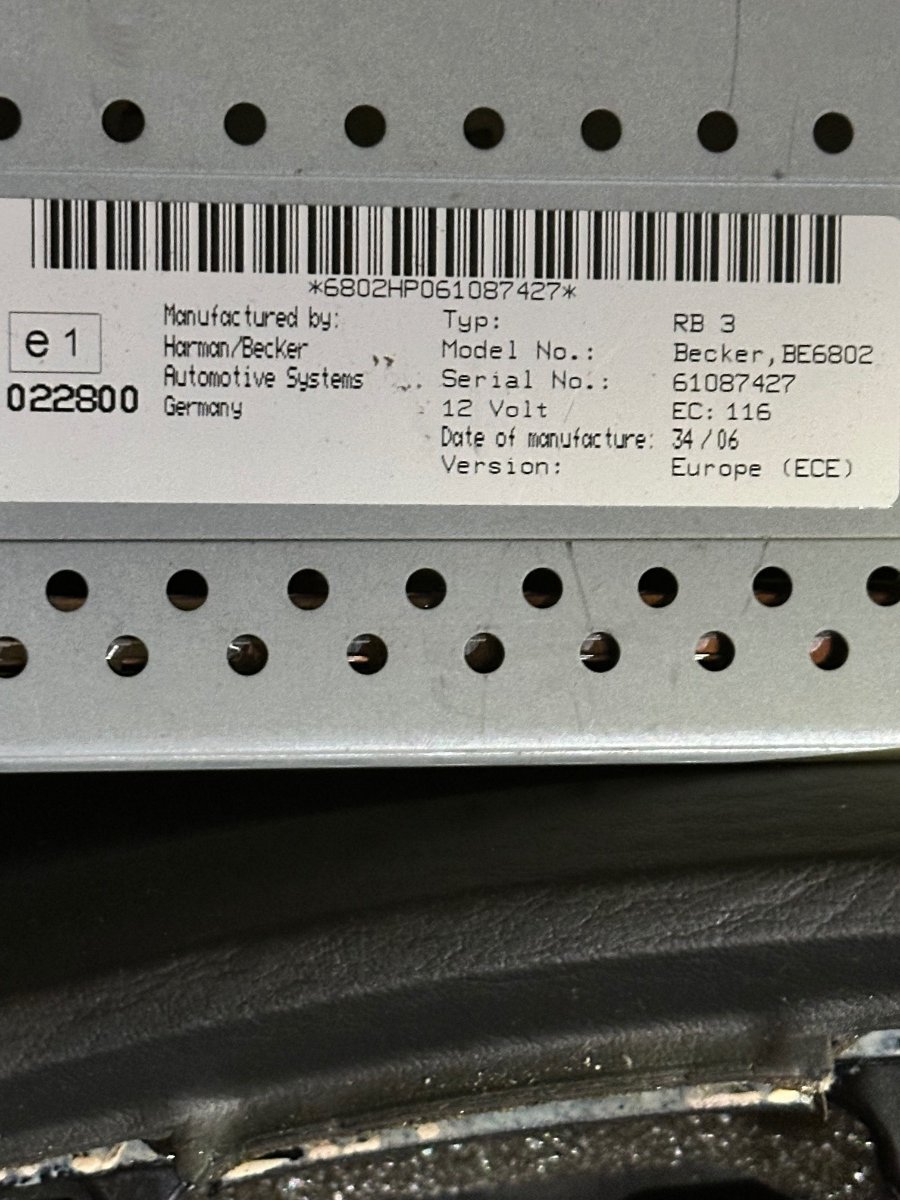 *6802HP061087427*
e 1
022800
Manufactured by:
Harman/Becker
Automotive Systems
Germany
Typ: RB 3
Model No.: Becker,BE6802
Serial No.: 61087427
12 Volt EC: 116
Date of manufacture: 34/06
Version: Europe (ECE)